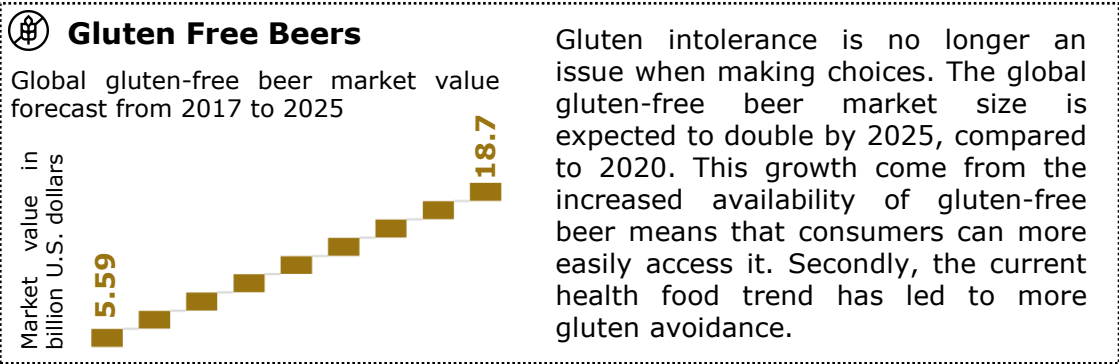 Gluten Free Beers
Global gluten-free beer market value
forecast from 2017 to 2025
Market value in
billion U.S. dollars
5.59
18.7
Gluten intolerance is no longer an
issue when making choices. The global
gluten-free beer market size is
expected to double by 2025, compared
to 2020. This growth come from the
increased availability of gluten-free
beer means that consumers can more
easily access it. Secondly, the current
health food trend has led to more
gluten avoidance.